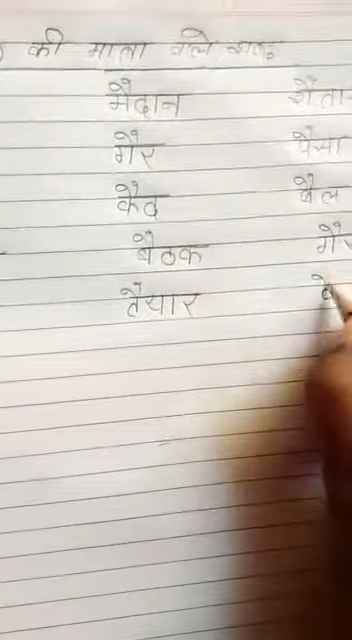 की मात्रा वाले शब्द
मैदान
गैर पैसा
कैद बैल
बैठक
तैयार